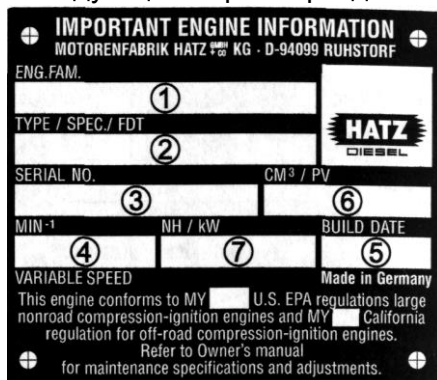 IMPORTANT ENGINE INFORMATION
MOTORENFABRIK HATZ GMBH + CO KG · D-94099 RUHSTORF
ENG.FAM.
1
TYPE / SPEC./ FDT
2
HATZ
DIESEL
SERIAL NO.
CM³ / PV
3
6
MIN-¹
NH / kW
BUILD DATE
4
7
5
VARIABLE SPEED
Made in Germany
This engine conforms to MY U.S. EPA regulations large
nonroad compression-ignition engines and MY California
regulation for off-road compression-ignition engines.
Refer to Owner's manual
for maintenance specifications and adjustments.